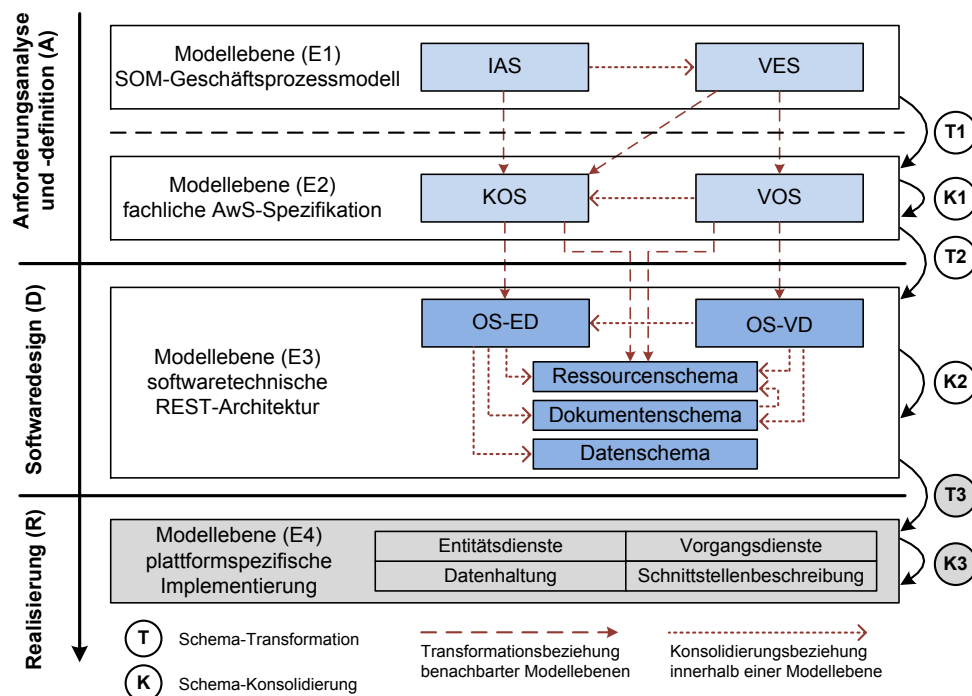 Anforderungsanalyse
und -definition (A)
Modellebene (E1)
SOM-Geschäftsprozessmodell
IAS
VES
T1
Modellebene (E2)
fachliche AwS-Spezifikation
KOS
VOS
K1
T2
Softwaredesign (D)
Modellebene (E3)
softwaretechnische
REST-Architektur
OS-ED
OS-VD
Ressourcenschema
Dokumentenschema
Datenschema
K2
T3
Realisierung (R)
Modellebene (E4)
plattformspezifische
Implementierung
Entitätsdienste
Vorgangsdienste
Datenhaltung
Schnittstellenbeschreibung
K3
T
Schema-Transformation
K
Schema-Konsolidierung
Transformationsbeziehung
benachbarter Modellebenen
Konsolidierungsbeziehung
innerhalb einer Modellebene